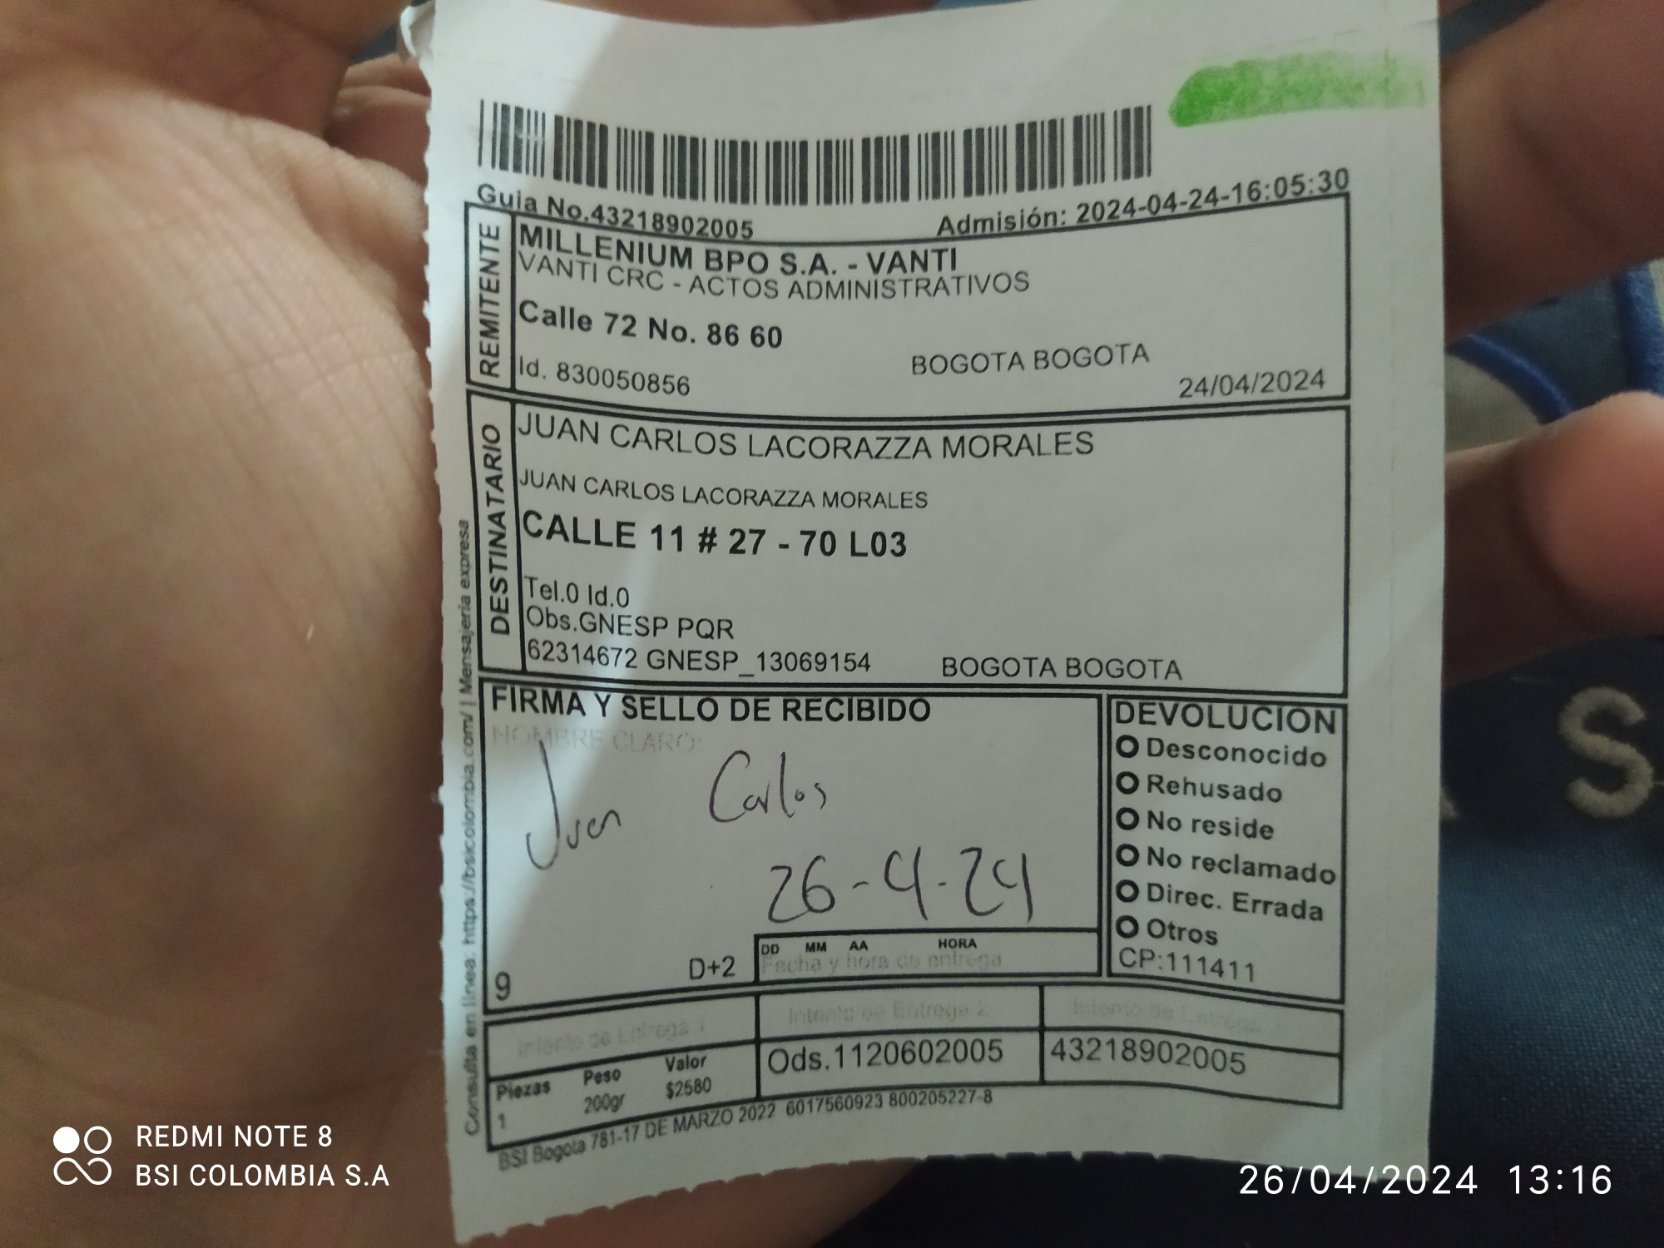 Guia No.43218902005
Admisión: 2024-04-24-16:05:30
REMITENTE
MILLENIUM BPO S.A. - VANTI
VANTI CRC - ACTOS ADMINISTRATIVOS
Calle 72 No. 86 60
BOGOTA BOGOTA
Id. 830050856
24/04/2024
DESTINATARIO
JUAN CARLOS LACORAZZA MORALES
JUAN CARLOS LACORAZZA MORALES
CALLE 11 # 27 - 70 L03
Tel.0 Id.0
Obs.GNESP PQR
62314672 GNESP_13069154
BOGOTA BOGOTA
FIRMA Y SELLO DE RECIBIDO
NOMBRE CLARO:
Juan Carlos
26-4-24
DD MM AA HORA
Fecha y hora de entrega
9
D+2
DEVOLUCION
Desconocido
Rehusado
No reside
No reclamado
Direc. Errada
Otros
CP:111411
Intento de Entrega 1
Intento de Entrega 2
Intento de Entrega
Piezas Peso Valor
1 200gr $2580
Ods.1120602005
43218902005
BSI Bogota 781-17 DE MARZO 2022 6017560923 800205227-8
Consulta en linea: https://bsicolombia.com/ | Mensajeria expresa
S
REDMI NOTE 8
BSI COLOMBIA S.A
26/04/2024 13:16